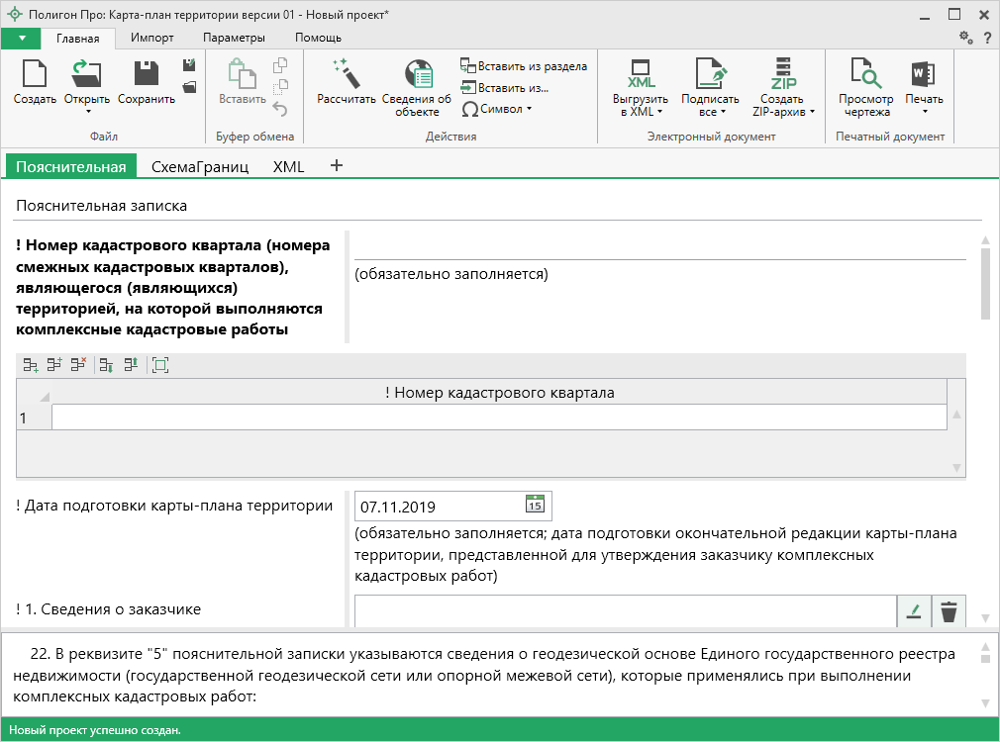 Полигон Про: Карта-план территории версии 01 - Новый проект*
Главная Импорт Параметры Помощь
?
Создать Открыть Сохранить
Файл
Вставить
Буфер обмена
Рассчитать Сведения об объекте
Вставить из раздела
Вставить из...
Символ
Действия
XML
Выгрузить в XML
Подписать все
ZIP
Создать ZIP-архив
Электронный документ
Просмотр чертежа
W
Печать
Печатный документ
Пояснительная СхемаГраниц XML +
Пояснительная записка
! Номер кадастрового квартала (номера
смежных кадастровых кварталов),
являющегося (являющихся)
территорией, на которой выполняются
комплексные кадастровые работы
(обязательно заполняется)
! Номер кадастрового квартала
1
! Дата подготовки карты-плана территории
07.11.2019
15
(обязательно заполняется; дата подготовки окончательной редакции карты-плана
территории, представленной для утверждения заказчику комплексных
кадастровых работ)
! 1. Сведения о заказчике
22. В реквизите "5" пояснительной записки указываются сведения о геодезической основе Единого государственного реестра
недвижимости (государственной геодезической сети или опорной межевой сети), которые применялись при выполнении
комплексных кадастровых работ:
Новый проект успешно создан.